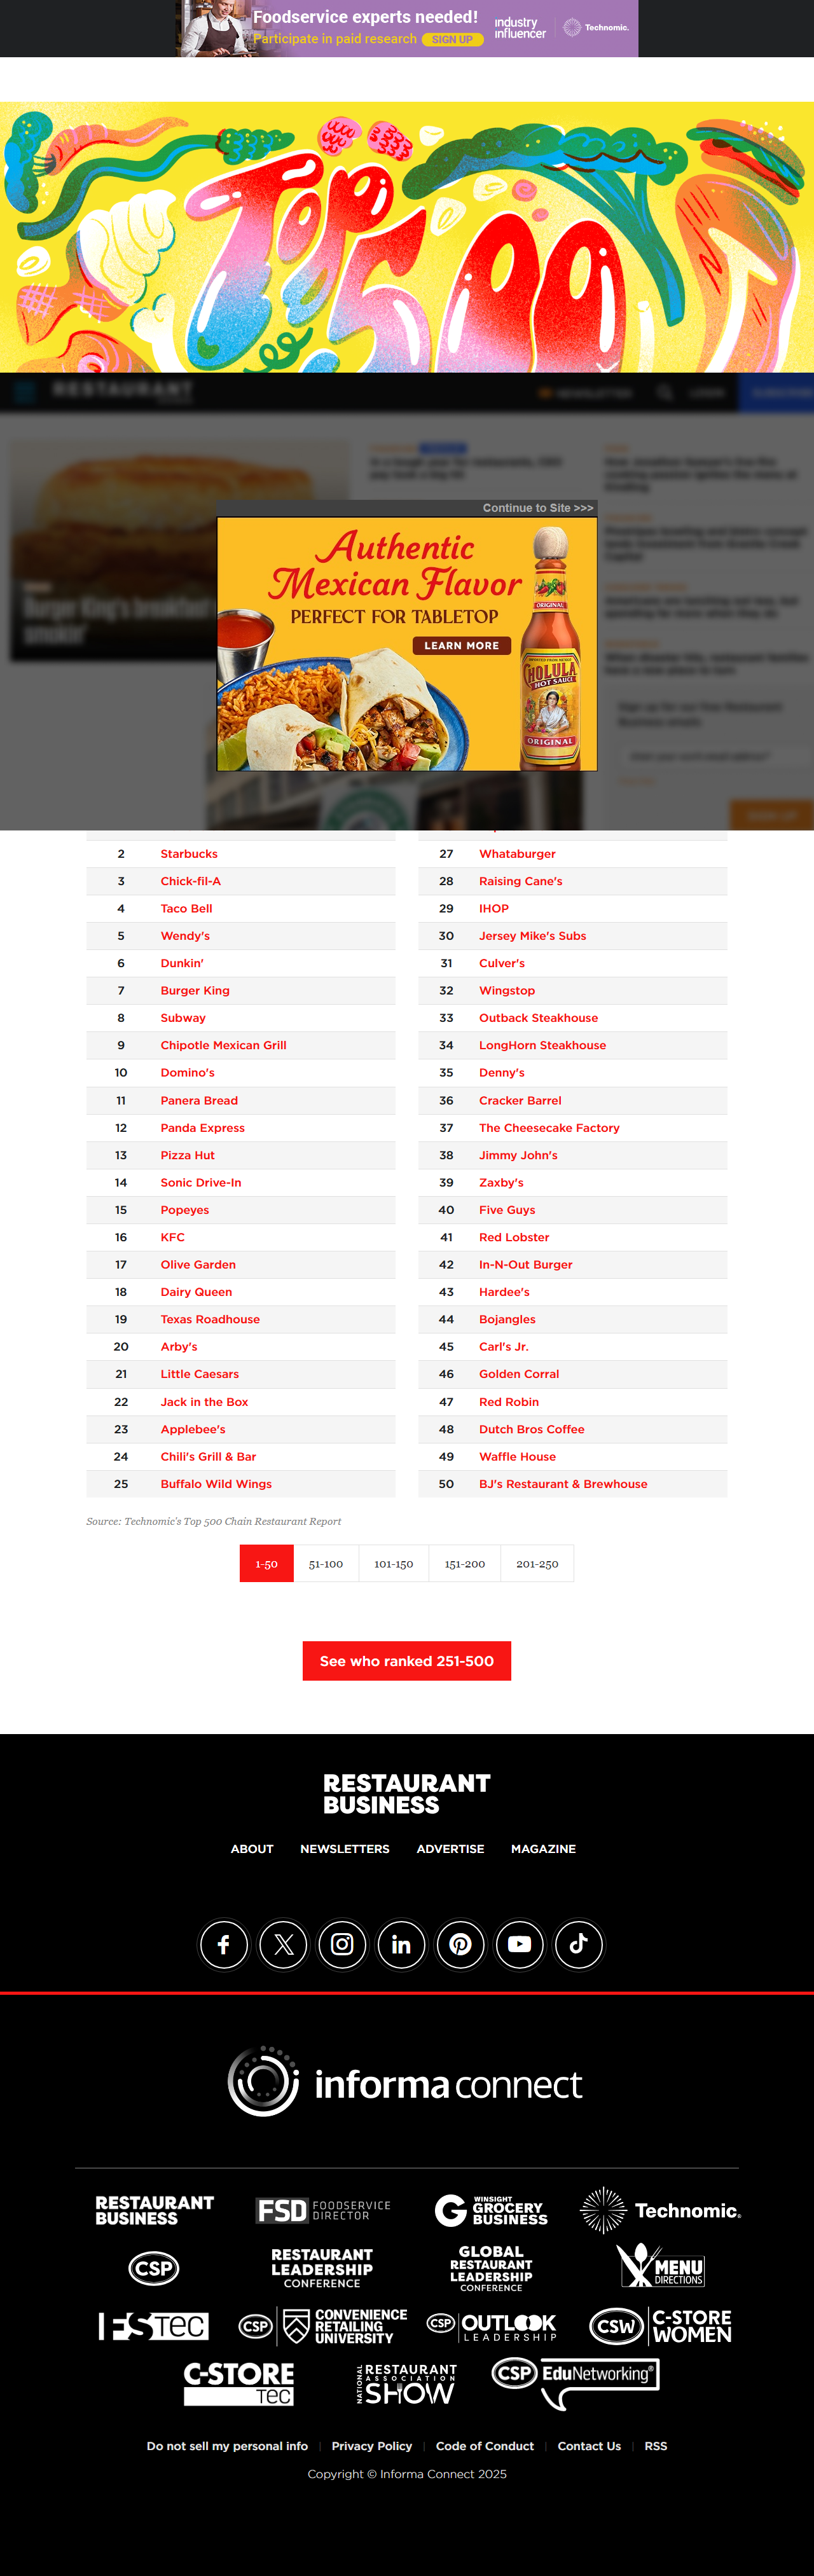 Foodservice experts needed!
Participate in paid research SIGN UP
industry
influencer
Technomic.
Top
500
RESTAURANT
NEWSLETTER
LOGIN
Continue to Site >>>
Authentic
Mexican Flavor
PERFECT FOR TABLETOP
LEARN MORE
ORIGINAL
CHOLULA
HOT SAUCE
ORIGINAL
2 Starbucks
3 Chick-fil-A
4 Taco Bell
5 Wendy's
6 Dunkin'
7 Burger King
8 Subway
9 Chipotle Mexican Grill
10 Domino's
11 Panera Bread
12 Panda Express
13 Pizza Hut
14 Sonic Drive-In
15 Popeyes
16 KFC
17 Olive Garden
18 Dairy Queen
19 Texas Roadhouse
20 Arby's
21 Little Caesars
22 Jack in the Box
23 Applebee's
24 Chili's Grill & Bar
25 Buffalo Wild Wings
27 Whataburger
28 Raising Cane's
29 IHOP
30 Jersey Mike's Subs
31 Culver's
32 Wingstop
33 Outback Steakhouse
34 LongHorn Steakhouse
35 Denny's
36 Cracker Barrel
37 The Cheesecake Factory
38 Jimmy John's
39 Zaxby's
40 Five Guys
41 Red Lobster
42 In-N-Out Burger
43 Hardee's
44 Bojangles
45 Carl's Jr.
46 Golden Corral
47 Red Robin
48 Dutch Bros Coffee
49 Waffle House
50 BJ's Restaurant & Brewhouse
Source: Technomic's Top 500 Chain Restaurant Report
1-50 51-100 101-150 151-200 201-250
See who ranked 251-500
RESTAURANT
BUSINESS
ABOUT NEWSLETTERS ADVERTISE MAGAZINE
informa connect
RESTAURANT
BUSINESS
FSD FOODSERVICE
DIRECTOR
WINSIGHT
GROCERY
BUSINESS
Technomic.
CSP
RESTAURANT
LEADERSHIP
CONFERENCE
GLOBAL
RESTAURANT
LEADERSHIP
CONFERENCE
MENU
DIRECTIONS
FSTEC
CSP CONVENIENCE
RETAILING
UNIVERSITY
CSP OUTLOOK
LEADERSHIP
CSW C-STORE
WOMEN
C-STORE
TEC
NATIONAL
RESTAURANT
ASSOCIATION
SHOW
CSP EduNetworking®
Do not sell my personal info | Privacy Policy | Code of Conduct | Contact Us | RSS
Copyright © Informa Connect 2025